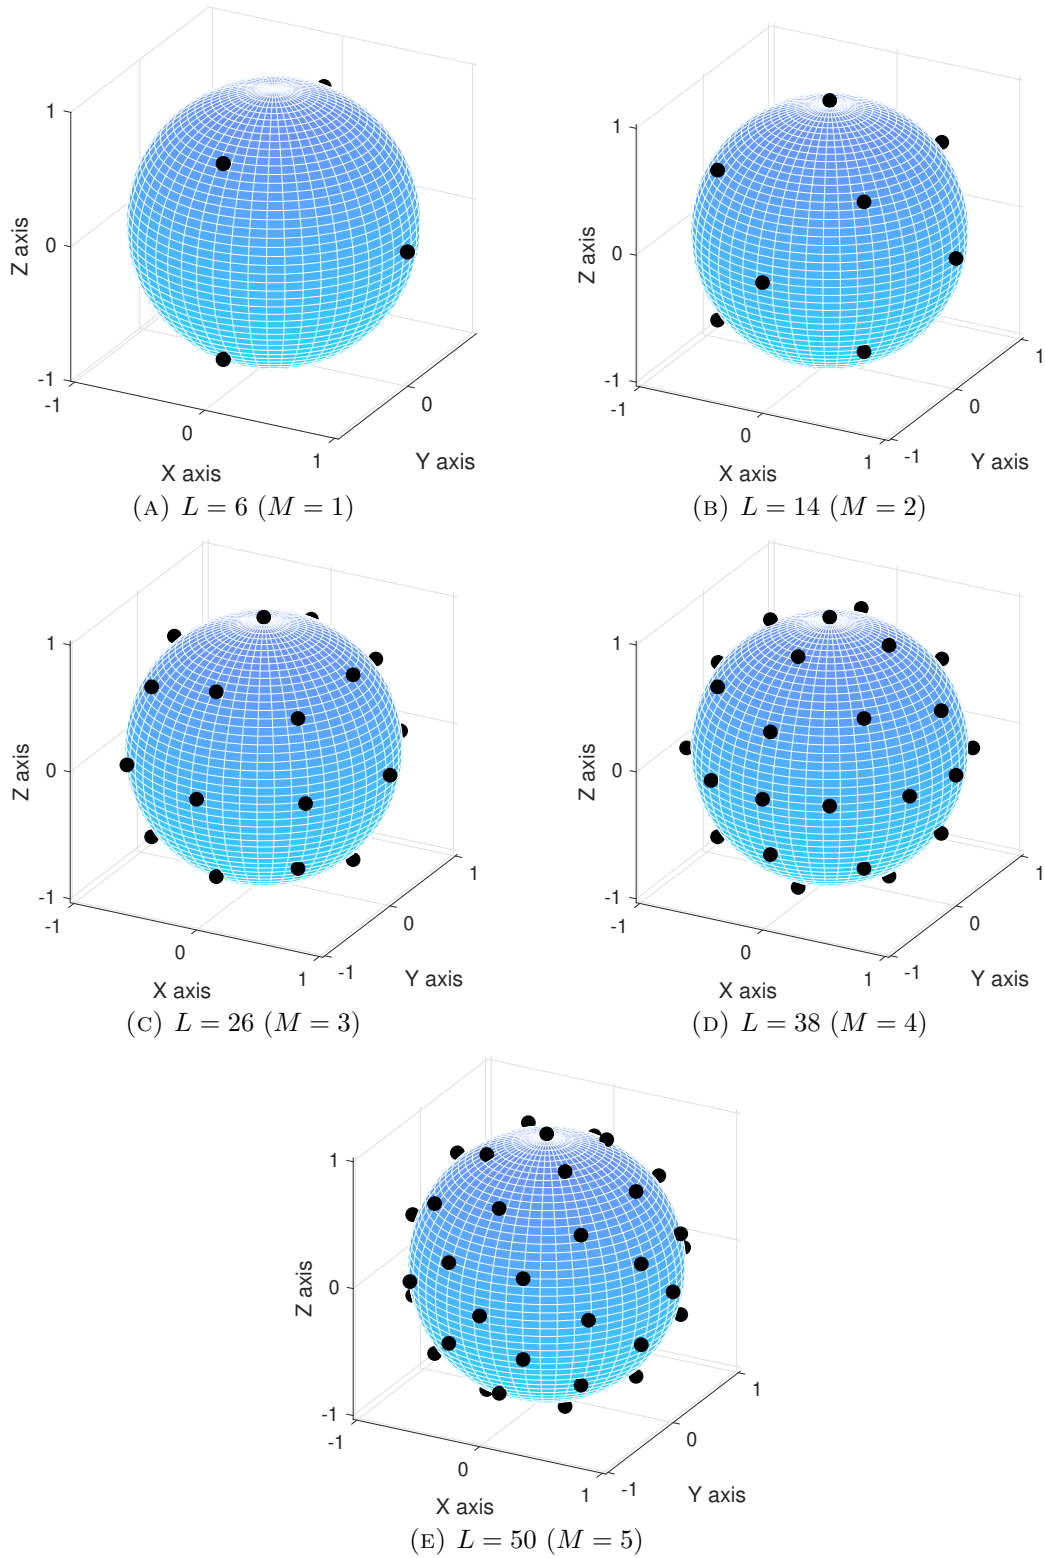 1
0
-1
Z axis
-1
0
1
X axis
0
Y axis
(A) L = 6 (M = 1)
1
0
-1
Z axis
-1
0
1
X axis
-1
0
1
Y axis
(B) L = 14 (M = 2)
1
0
-1
Z axis
-1
0
1
X axis
-1
0
1
Y axis
(C) L = 26 (M = 3)
1
0
-1
Z axis
-1
0
1
X axis
-1
0
1
Y axis
(D) L = 38 (M = 4)
1
0
-1
Z axis
-1
0
1
X axis
-1
0
1
Y axis
(E) L = 50 (M = 5)